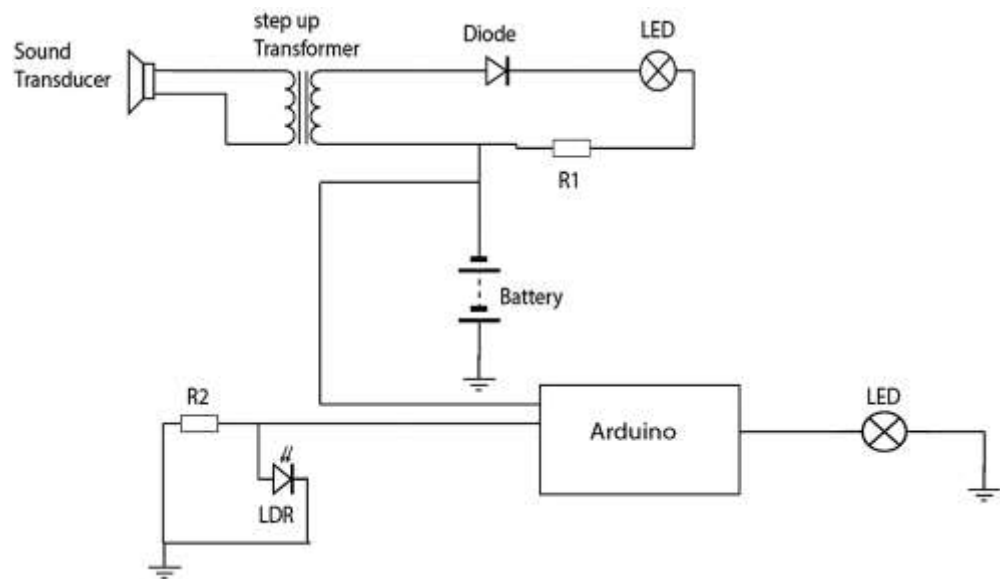 step up
Transformer
Diode
LED
Sound
Transducer
R1
Battery
R2
LED
Arduino
LDR